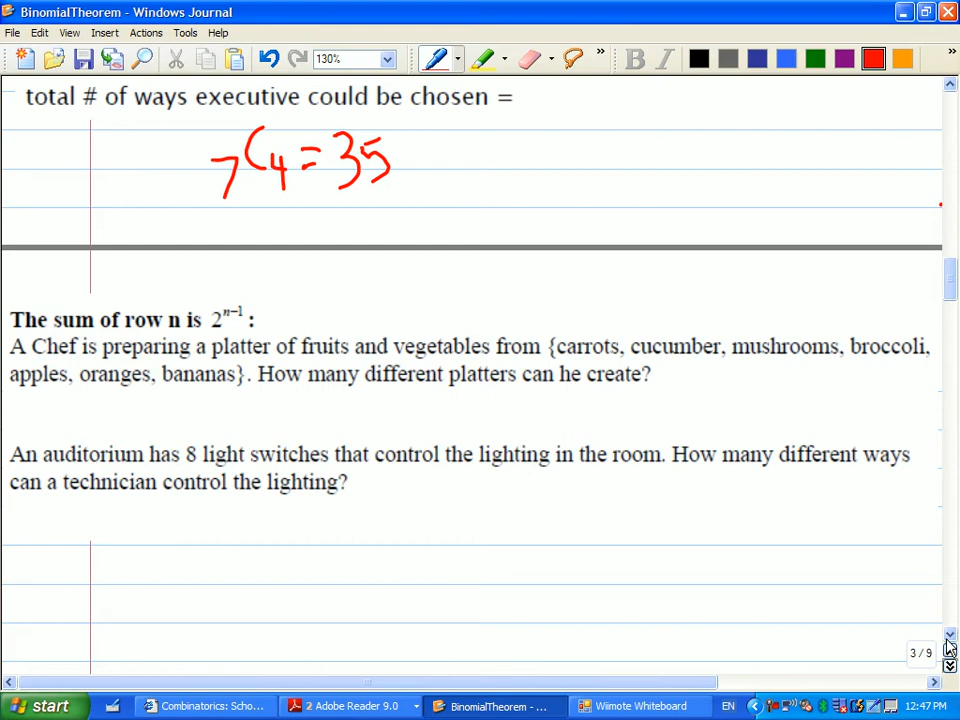 BinomialTheorem - Windows Journal
File Edit View Insert Actions Tools Help
130%
B I
total # of ways executive could be chosen =
7C4 = 35
The sum of row n is 2^{n-1} :
A Chef is preparing a platter of fruits and vegetables from {carrots, cucumber, mushrooms, broccoli,
apples, oranges, bananas}. How many different platters can he create?
An auditorium has 8 light switches that control the lighting in the room. How many different ways
can a technician control the lighting?
3 / 9
start Combinatorics: Scho... 2 Adobe Reader 9.0 BinomialTheorem - ... Wiimote Whiteboard EN 12:47 PM